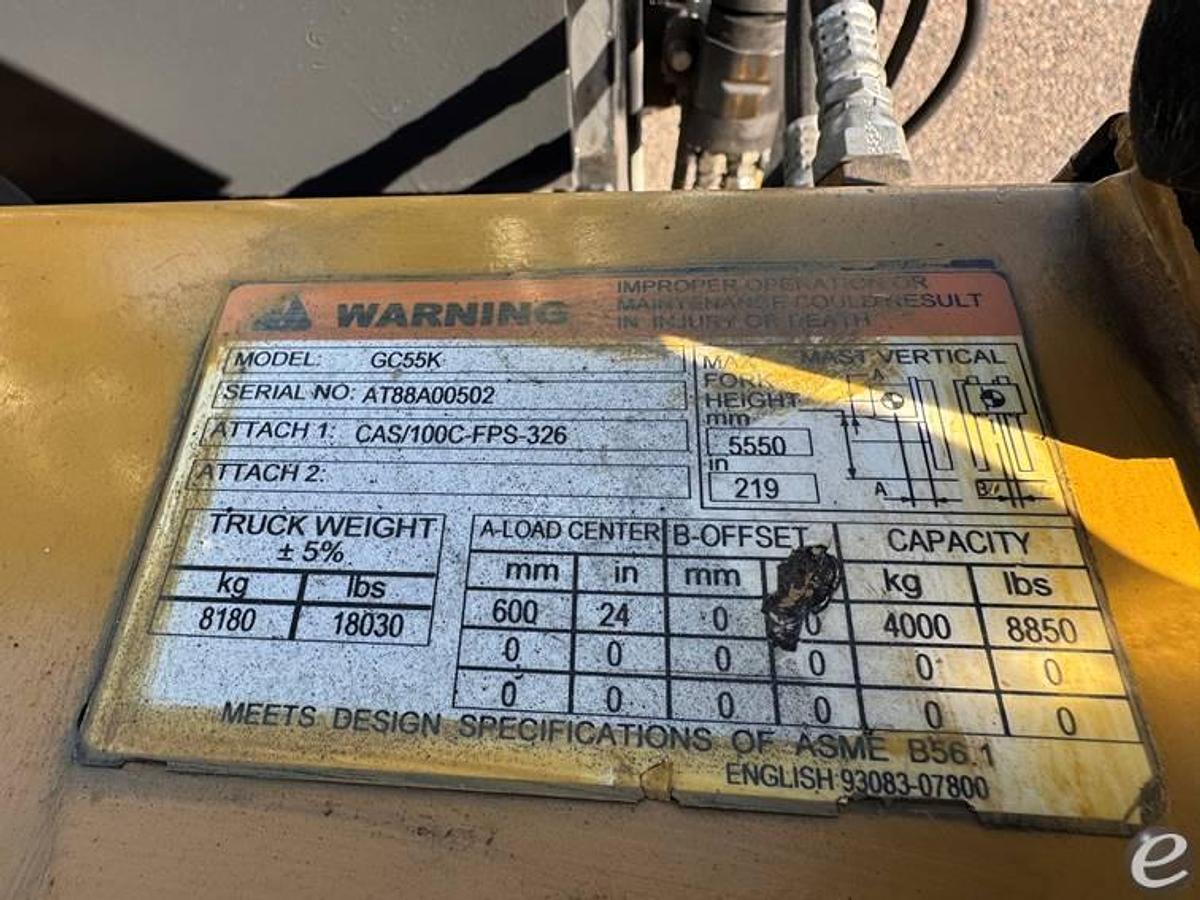 WARNING
IMPROPER OPERATION OR
MAINTENANCE COULD RESULT
IN INJURY OR DEATH
MODEL: GC55K
SERIAL NO: AT88A00502
ATTACH 1: CAS/100C-FPS-326
ATTACH 2:
MAX MAST VERTICAL
FORK
HEIGHT
mm
5550
in
219
A
A
B//
TRUCK WEIGHT
± 5%
kg lbs
8180 18030
A-LOAD CENTER B-OFFSET CAPACITY
mm in mm kg lbs
600 24 0 0 4000 8850
0 0 0 0 0 0
0 0 0 0 0 0
MEETS DESIGN SPECIFICATIONS OF ASME B56.1
ENGLISH 93083-07800
e